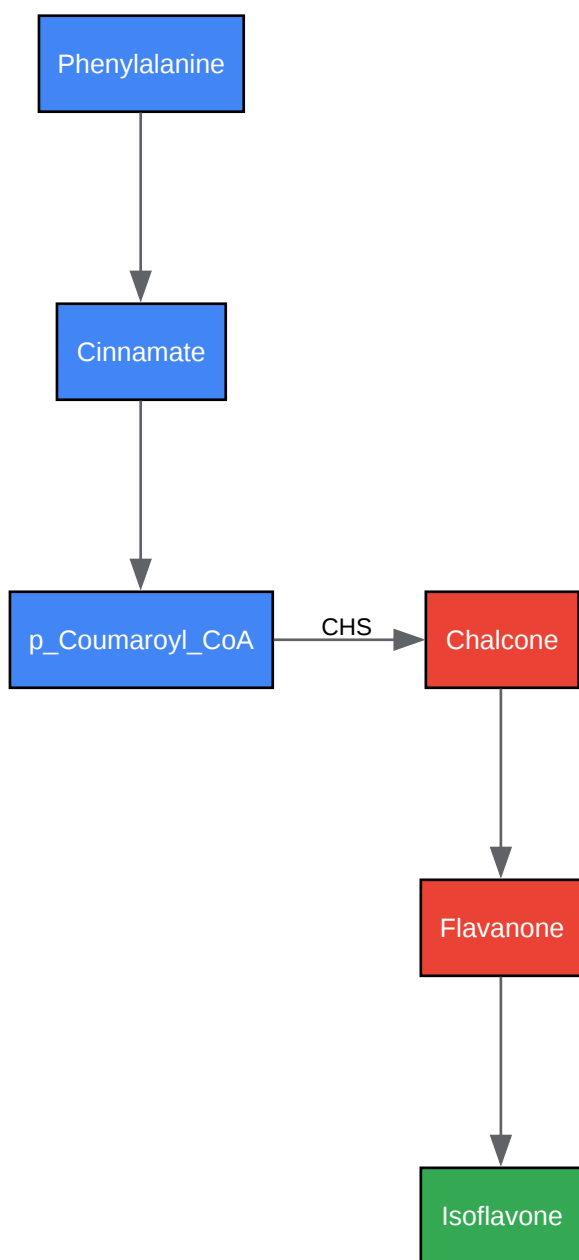 Phenylalanine
Cinnamate
p_Coumaroyl_CoA
CHS
Chalcone
Flavanone
Isoflavone